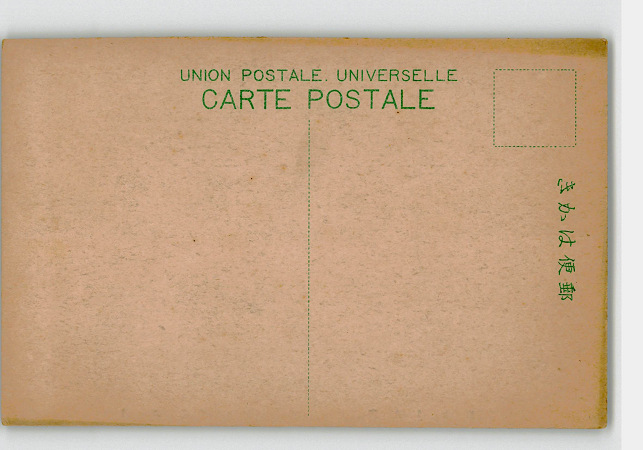 UNION POSTALE. UNIVERSELLE
CARTE POSTALE
郵便はかき